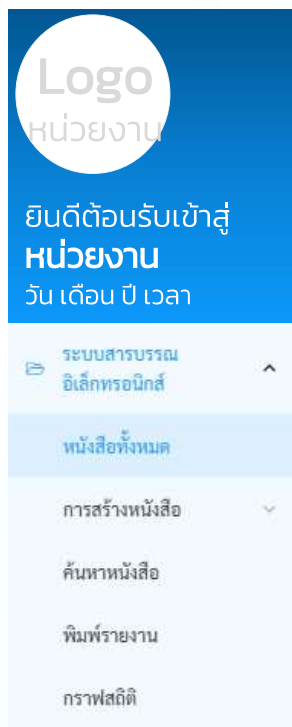 Logo
หน่วยงาน
ยินดีต้อนรับเข้าสู่
หน่วยงาน
วัน เดือน ปี เวลา
ระบบสารบรรณ
อิเล็กทรอนิกส์
หนังสือทั้งหมด
การสร้างหนังสือ
ค้นหาหนังสือ
พิมพ์รายงาน
กราฟสถิติ